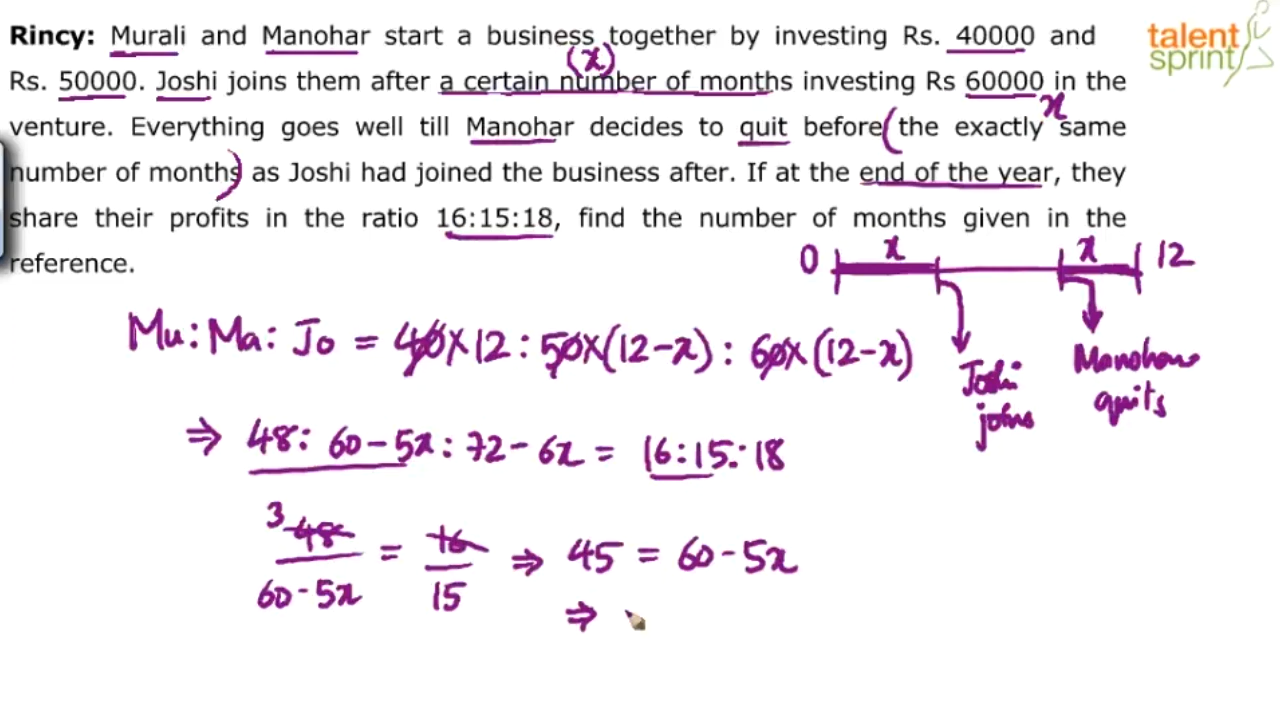 Rincy: Murali and Manohar start a business together by investing Rs. 40000 and
(x)
Rs. 50000. Joshi joins them after a certain number of months investing Rs 60000 in the
x
venture. Everything goes well till Manohar decides to quit before (the exactly same
number of months) as Joshi had joined the business after. If at the end of the year, they
share their profits in the ratio 16:15:18, find the number of months given in the
reference.
talent
sprint
0 x x 12
Joshi
joins
Manohar
quits
Mu : Ma : Jo = 40×12 : 50×(12-x) : 60×(12-x)
⇒ 48 : 60-5x : 72-6x = 16:15:18
3 48 / 60-5x = 16 / 15 ⇒ 45 = 60-5x
⇒